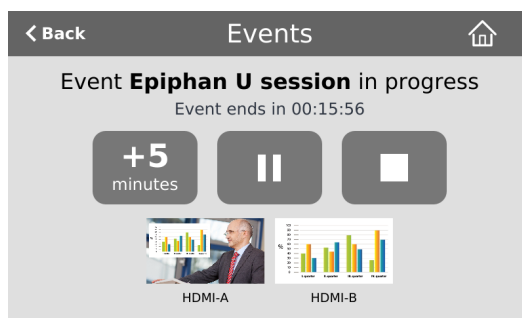 Back
Events
Event Epiphan U session in progress
Event ends in 00:15:56
+5
minutes
HDMI-A
HDMI-B